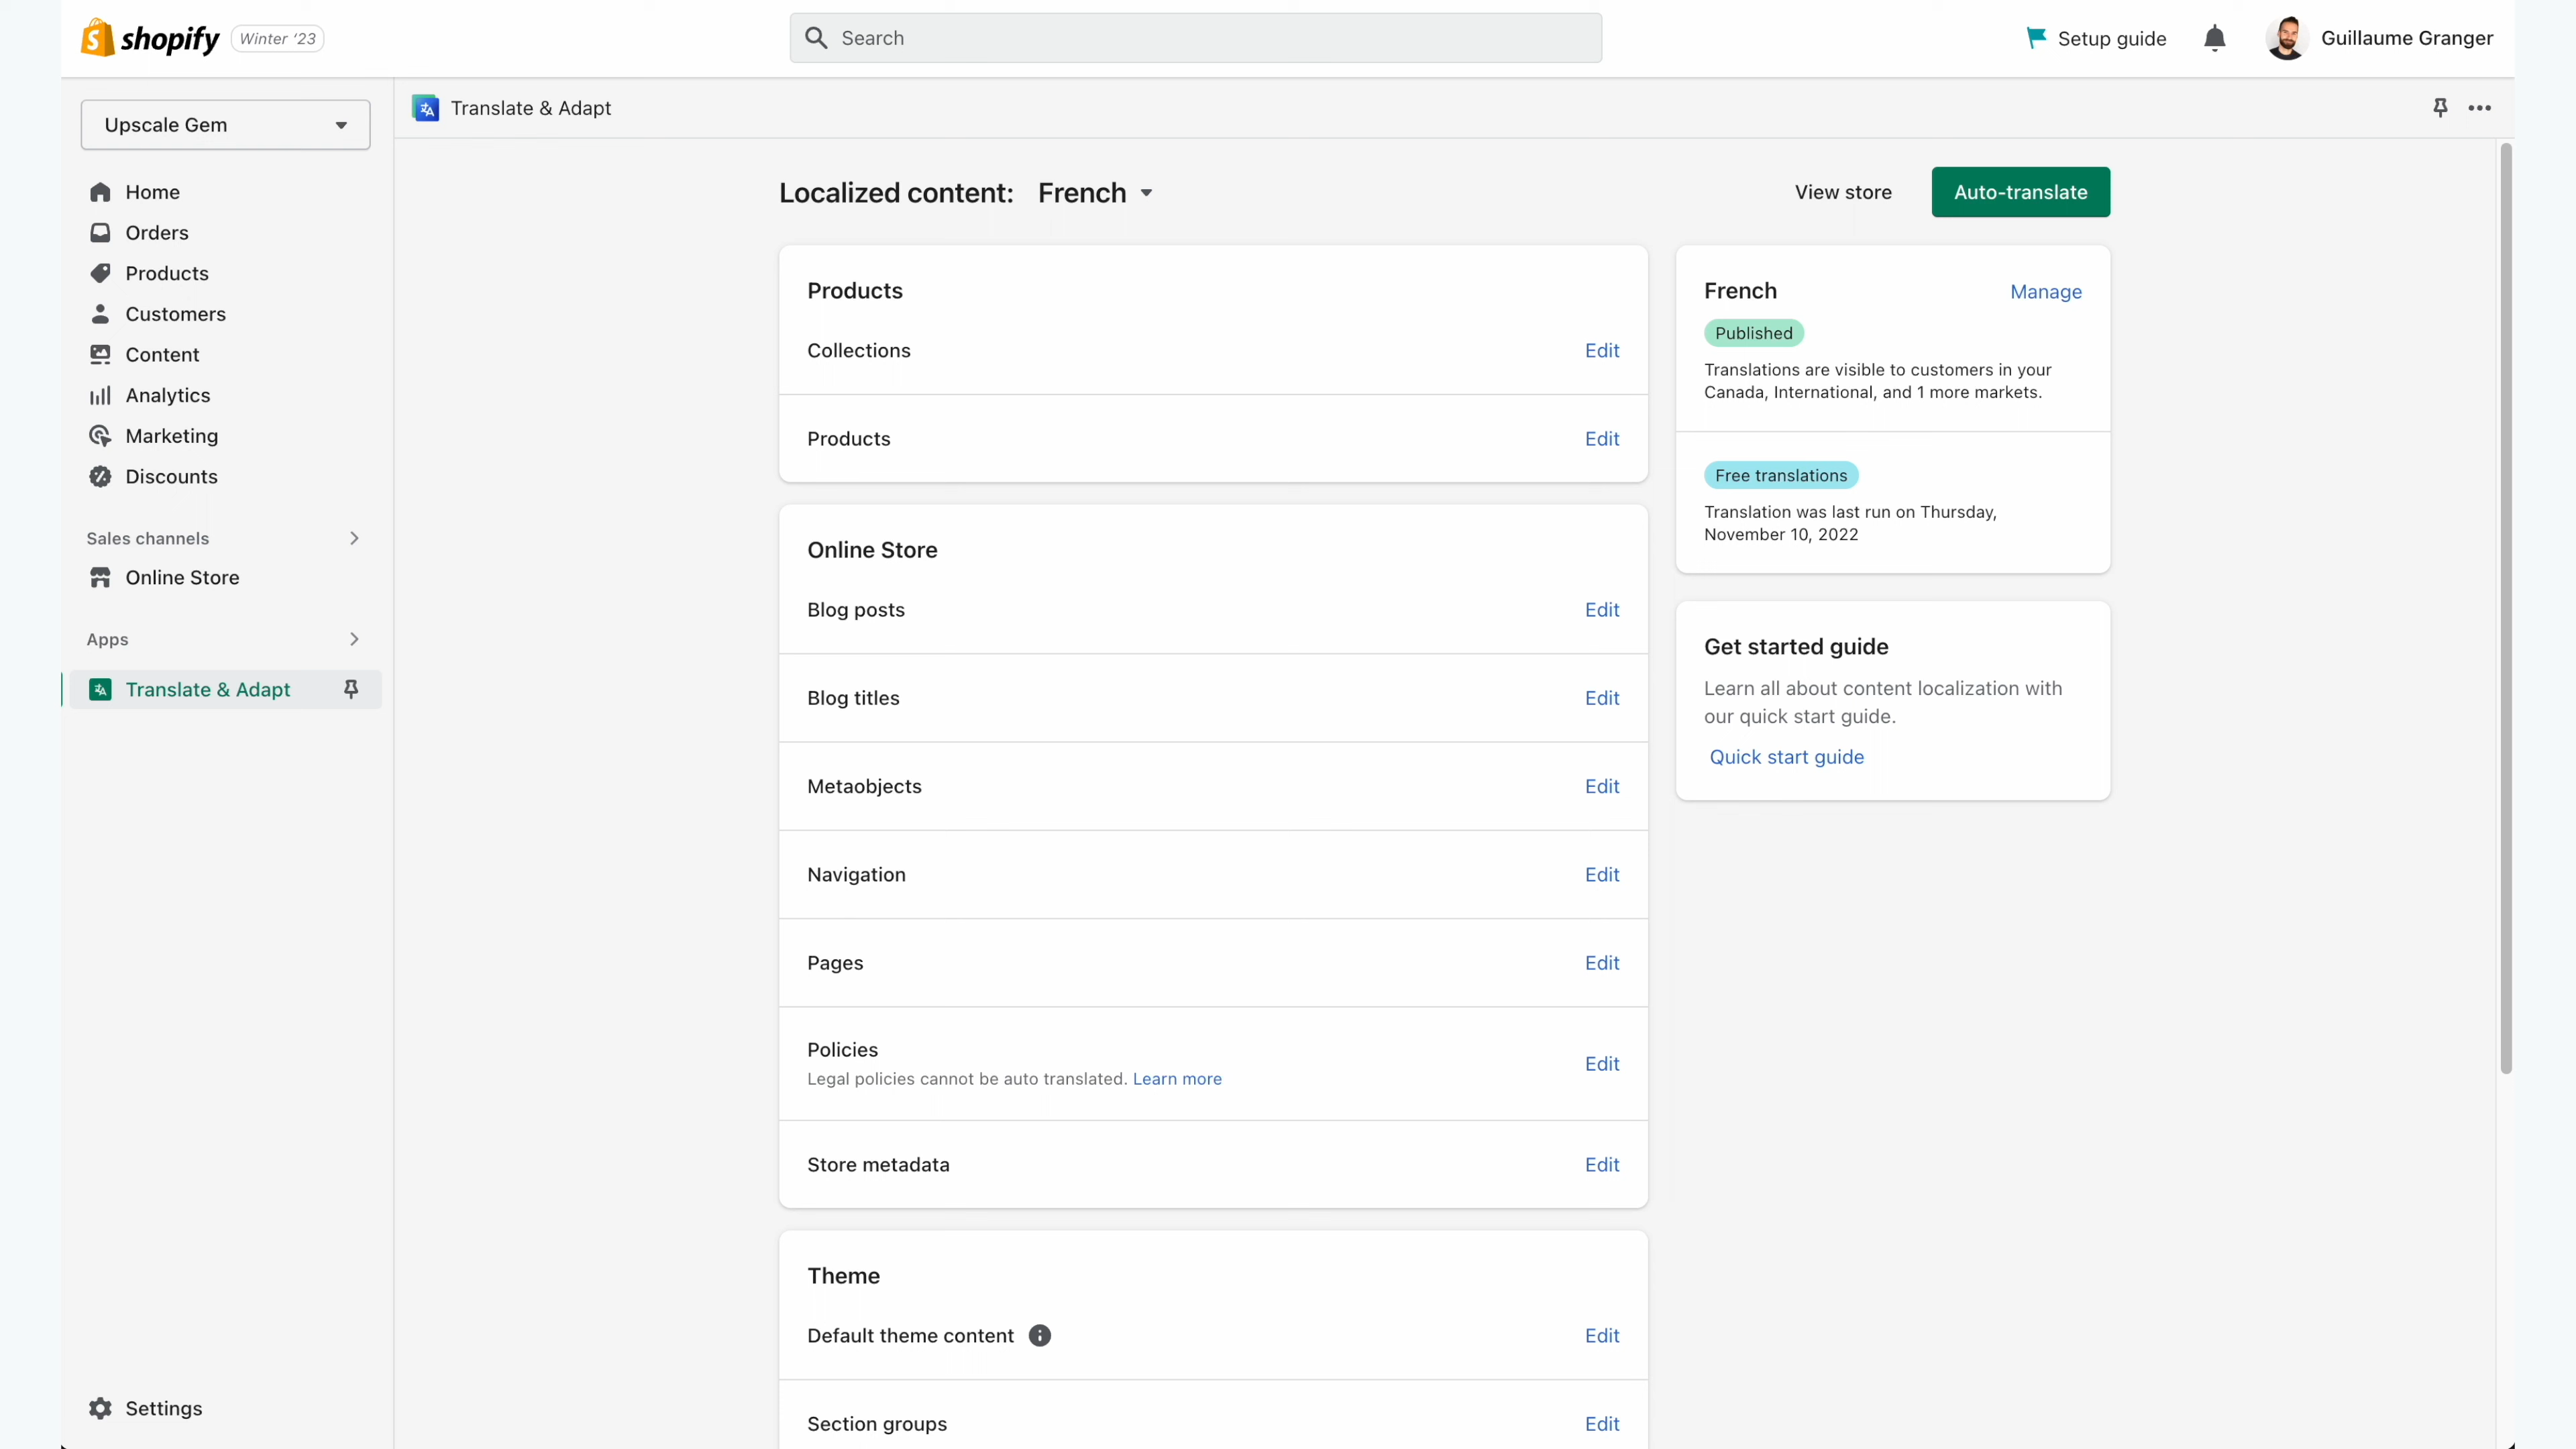 shopify Winter ‘23
Search
Setup guide
Guillaume Granger
Upscale Gem
Home
Orders
Products
Customers
Content
Analytics
Marketing
Discounts
Sales channels
Online Store
Apps
Translate & Adapt
Settings
Translate & Adapt
Localized content: French
View store
Auto-translate
Products
Collections Edit
Products Edit
Online Store
Blog posts Edit
Blog titles Edit
Metaobjects Edit
Navigation Edit
Pages Edit
Policies Edit
Legal policies cannot be auto translated. Learn more
Store metadata Edit
Theme
Default theme content Edit
Section groups Edit
French Manage
Published
Translations are visible to customers in your
Canada, International, and 1 more markets.
Free translations
Translation was last run on Thursday,
November 10, 2022
Get started guide
Learn all about content localization with
our quick start guide.
Quick start guide